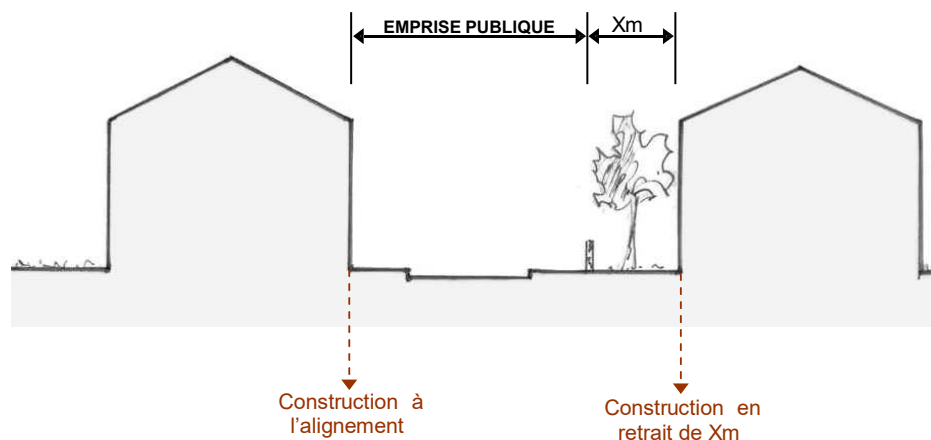 EMPRISE PUBLIQUE
Xm
Construction à
l’alignement
Construction en
retrait de Xm